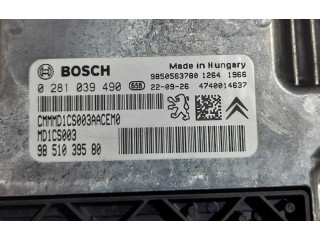 BOSCH
Made in Hungary
9850563780 1264 1966
0 281 039 490 65B 22-09-26 4740014637
CMMMD1CS003AACEM0
MD1CS003
98 510 395 80